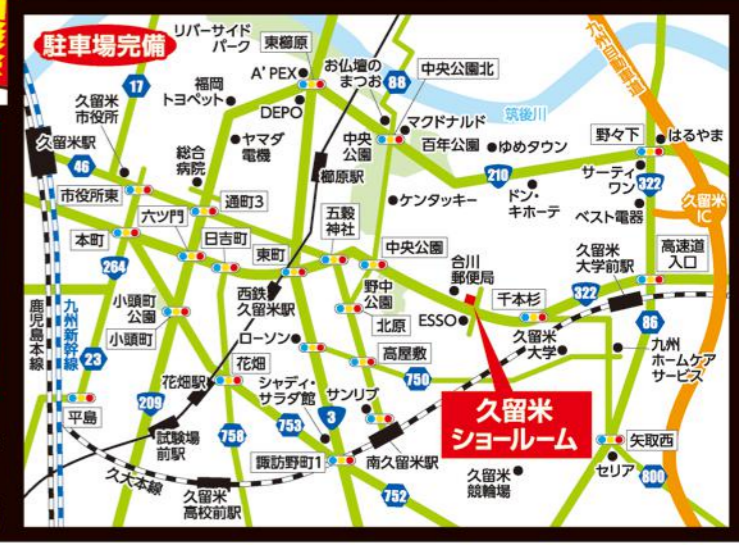 駐車場完備
リバーサイド
パーク
東櫛原
A'PEX
DEPO
お仏壇の
まつお
88
中央公園北
筑後川
九州自動車道
17
福岡
トヨペット
久留米
市役所
久留米駅
46
ヤマダ
電機
総合
病院
櫛原駅
中央
公園
マクドナルド
百年公園
ゆめタウン
野々下
はるやま
210
ドン・
キホーテ
サーティ
ワン
322
ベスト電器
久留米
IC
ケンタッキー
市役所東
六ツ門
通町3
日吉町
本町
東町
五穀
神社
中央公園
合川
郵便局
久留米
大学前駅
高速道
入口
264
小頭町
公園
小頭町
西鉄
久留米駅
野中
公園
北原
ESSO
千本杉
322
86
鹿児島本線
九州新幹線
23
ローソン
高屋敷
750
久留米
大学
九州
ホームケア
サービス
花畑駅
花畑
シャディ・
サラダ館
サンリブ
久留米
ショールーム
平島
209
試験場
前駅
758
753
3
諏訪野町1
南久留米駅
752
久大本線
久留米
高校前駅
久留米
競輪場
矢取西
セリア
800